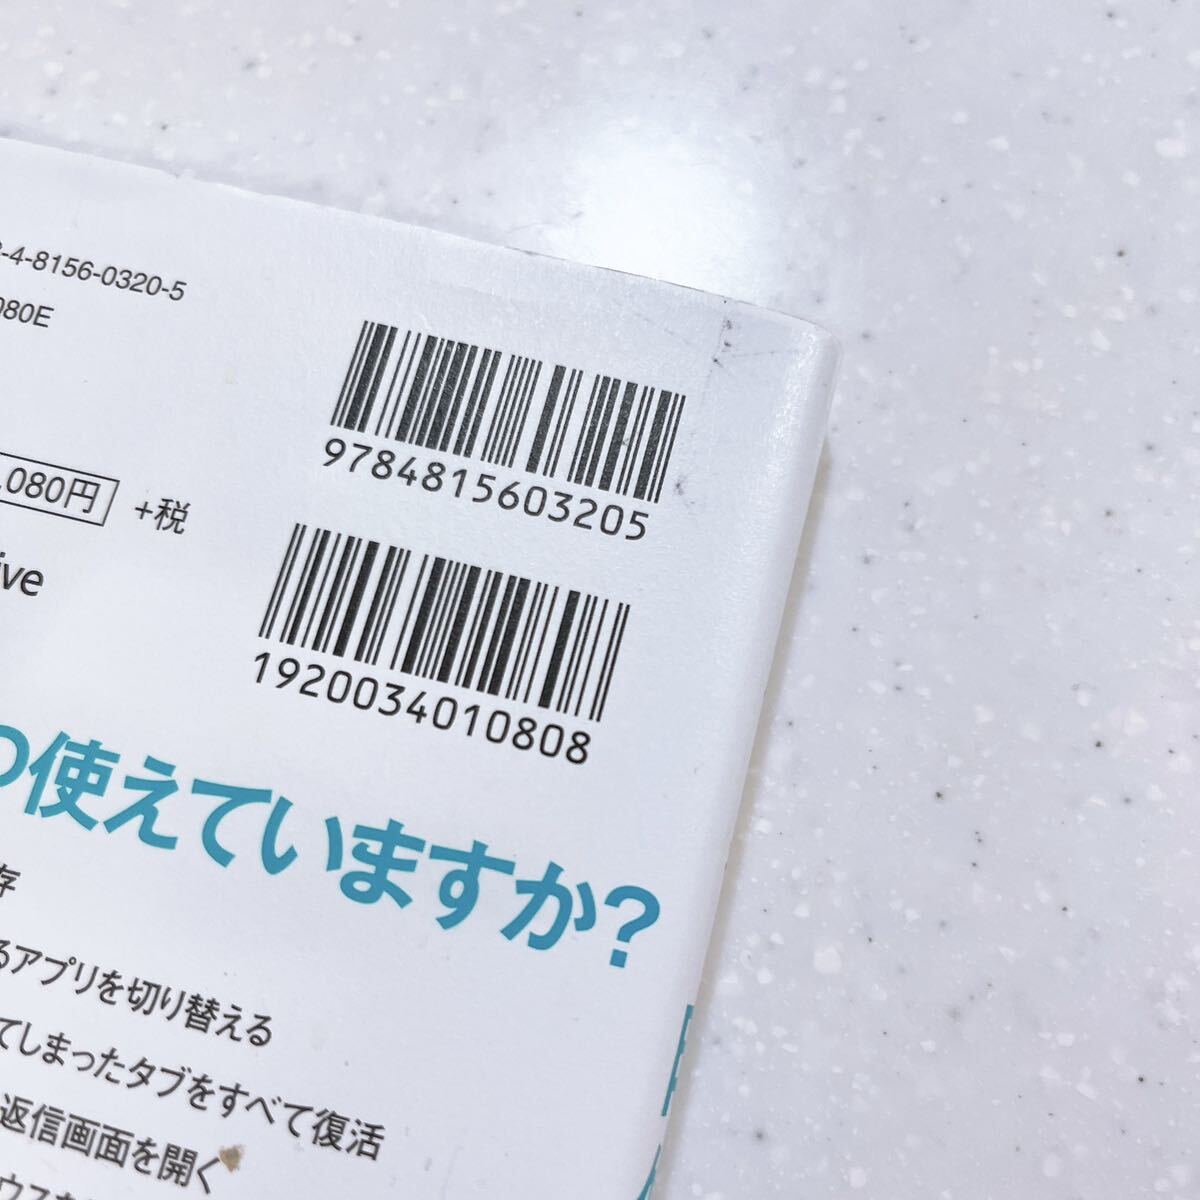 -4-8156-0320-5
080E
9784815603205
,080円 +税
ive
1920034010808
使えていますか?
存
るアプリを切り替える
てしまったタブをすべて復活
返信画面を開く